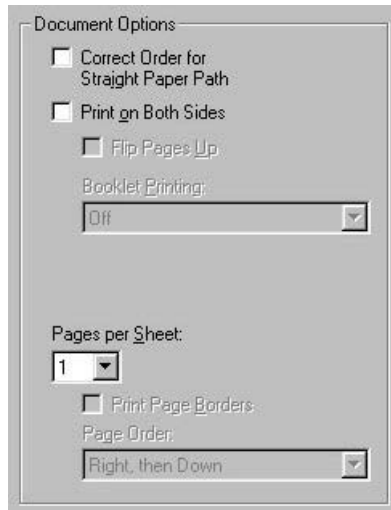 Document Options
Correct Order for
Straight Paper Path
Print on Both Sides
Flip Pages Up
Booklet Printing:
Off
Pages per Sheet:
1
Print Page Borders
Page Order:
Right, then Down